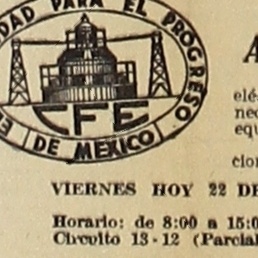 DAD PARA EL PROGRESO
DE MEXICO
CFE
A
elé
nec
equ
cion
VIERNES HOY 22 DE
Horario: de 8:00 a 15:0
Circuito 13-12 (Parcial